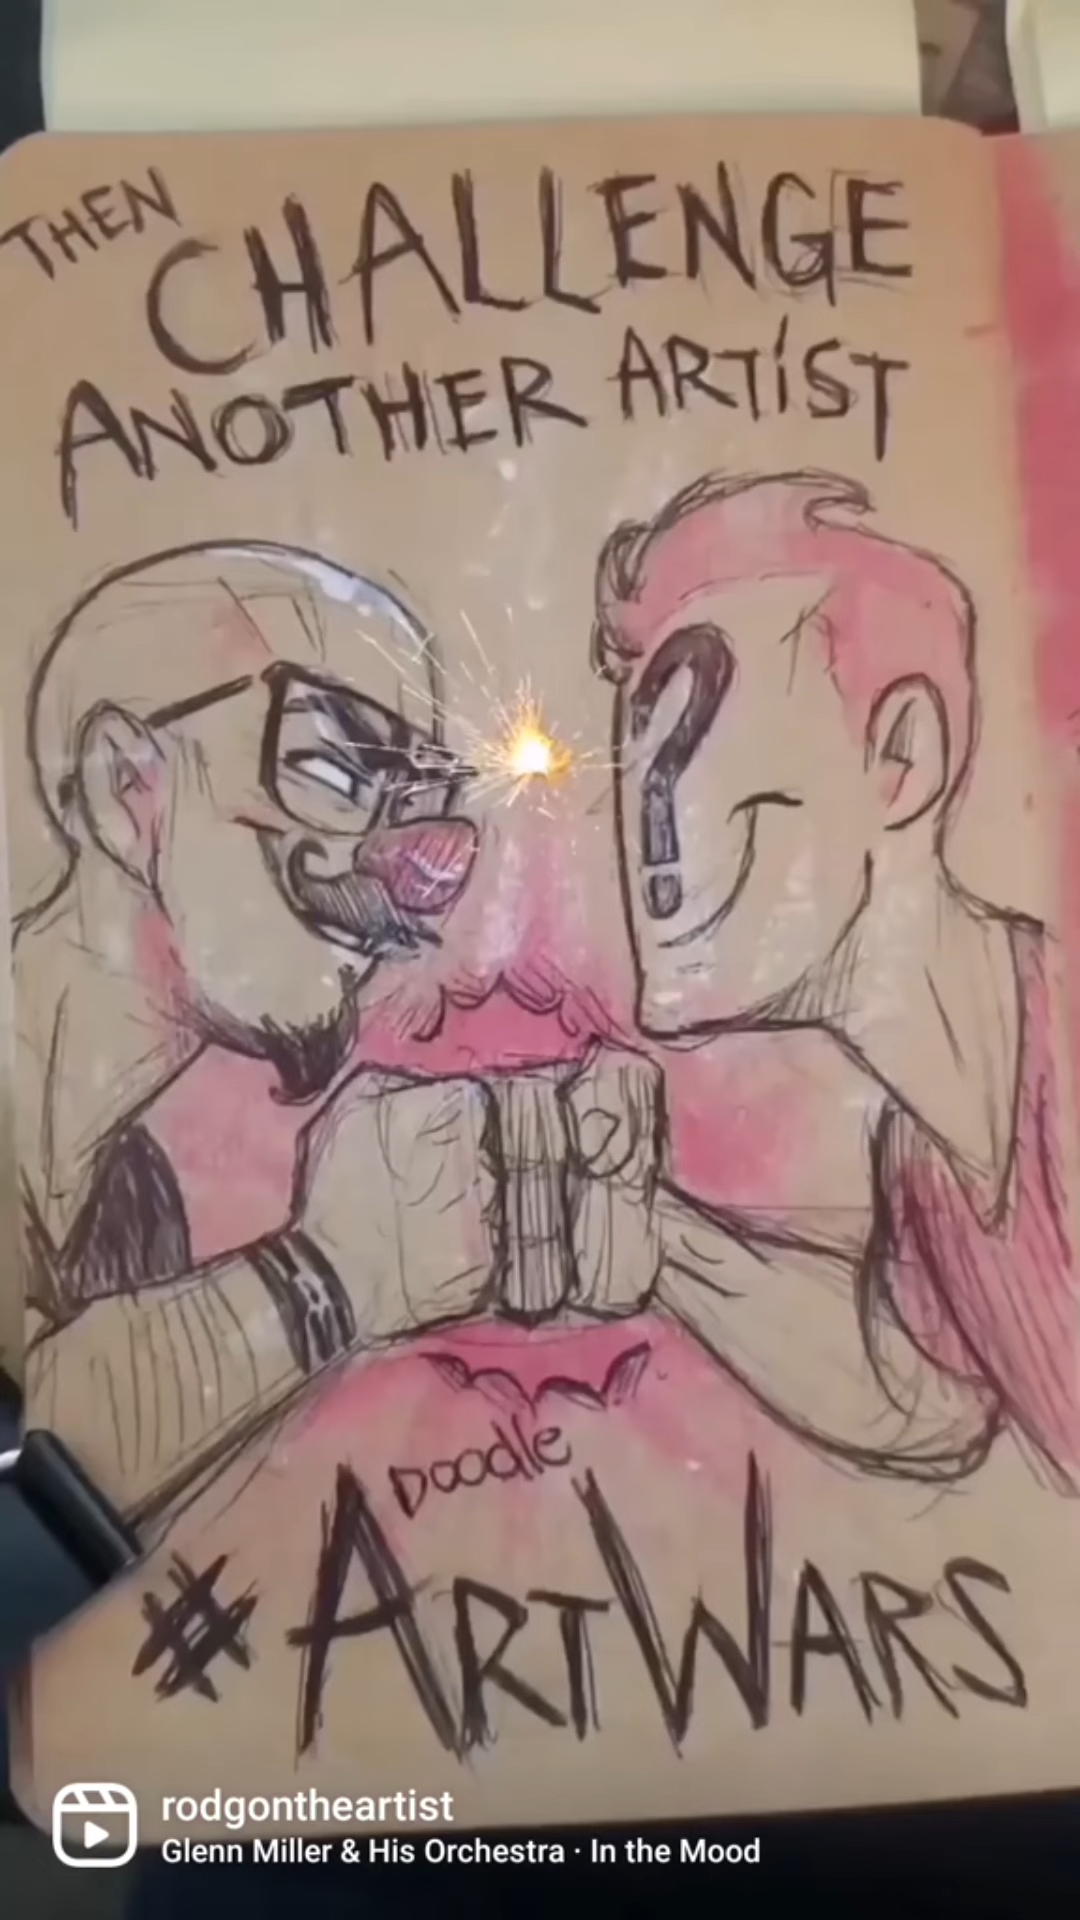 THEN
CHALLENGE
ANOTHER ARTIST
Doodle
#ARTWARS
rodgontheartist
Glenn Miller & His Orchestra · In the Mood